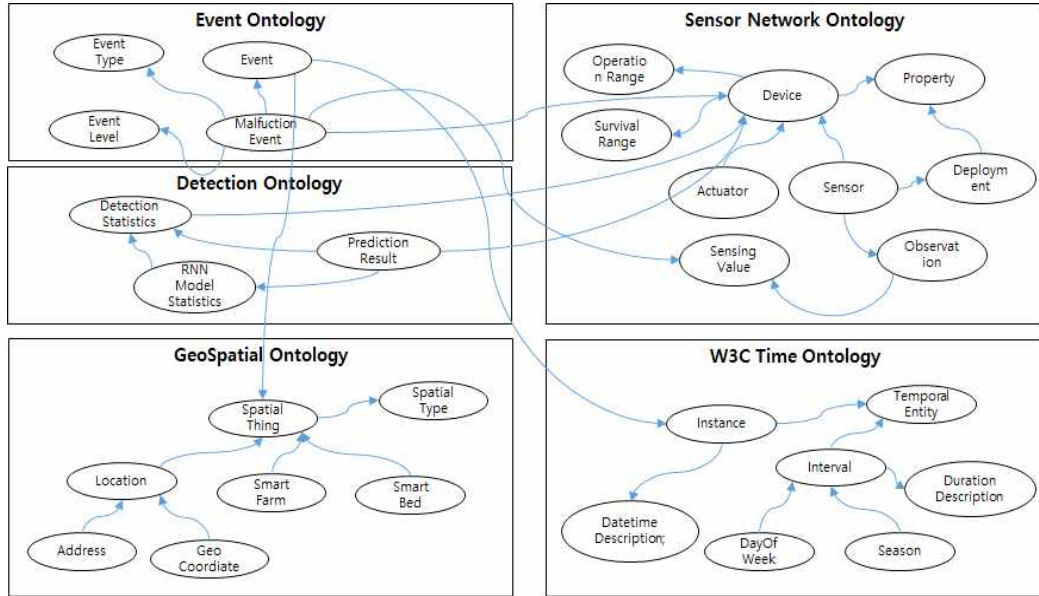 Event Ontology
Event
Type
Event
Event
Level
Malfuction
Event
Detection Ontology
Detection
Statistics
Prediction
Result
RNN
Model
Statistics
Sensor Network Ontology
Operatio
n Range
Device
Property
Survival
Range
Actuator
Sensor
Deploym
ent
Sensing
Value
Observat
ion
GeoSpatial Ontology
Spatial
Thing
Spatial
Type
Location
Smart
Farm
Smart
Bed
Address
Geo
Coordiate
W3C Time Ontology
Temporal
Entity
Instance
Interval
Duration
Description
Datetime
Description;
DayOf
Week
Season